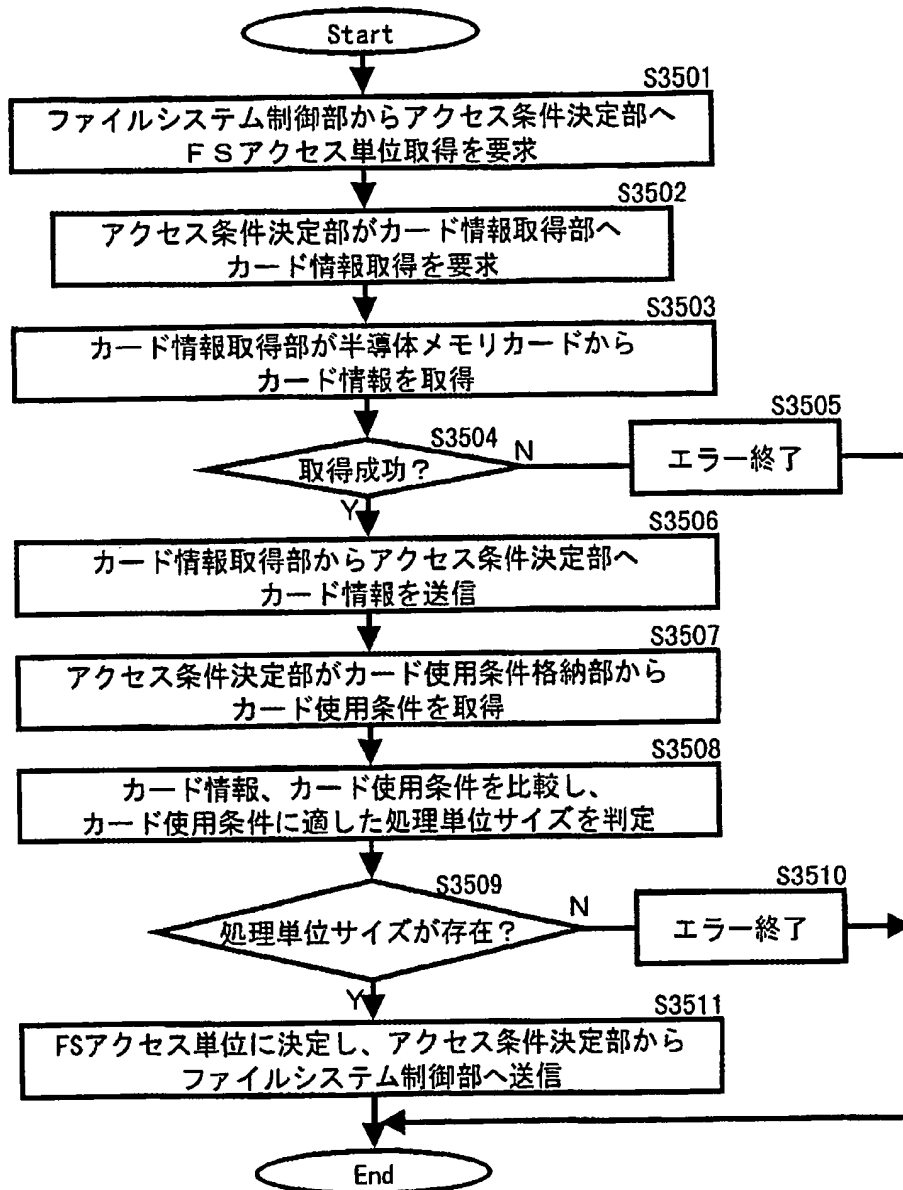 Start
S3501
ファイルシステム制御部からアクセス条件決定部へ
ＦＳアクセス単位取得を要求
S3502
アクセス条件決定部がカード情報取得部へ
カード情報取得を要求
S3503
カード情報取得部が半導体メモリカードから
カード情報を取得
S3504
取得成功？
N
S3505
エラー終了
Y
S3506
カード情報取得部からアクセス条件決定部へ
カード情報を送信
S3507
アクセス条件決定部がカード使用条件格納部から
カード使用条件を取得
S3508
カード情報、カード使用条件を比較し、
カード使用条件に適した処理単位サイズを判定
S3509
処理単位サイズが存在？
N
S3510
エラー終了
Y
S3511
FSアクセス単位に決定し、アクセス条件決定部から
ファイルシステム制御部へ送信
End